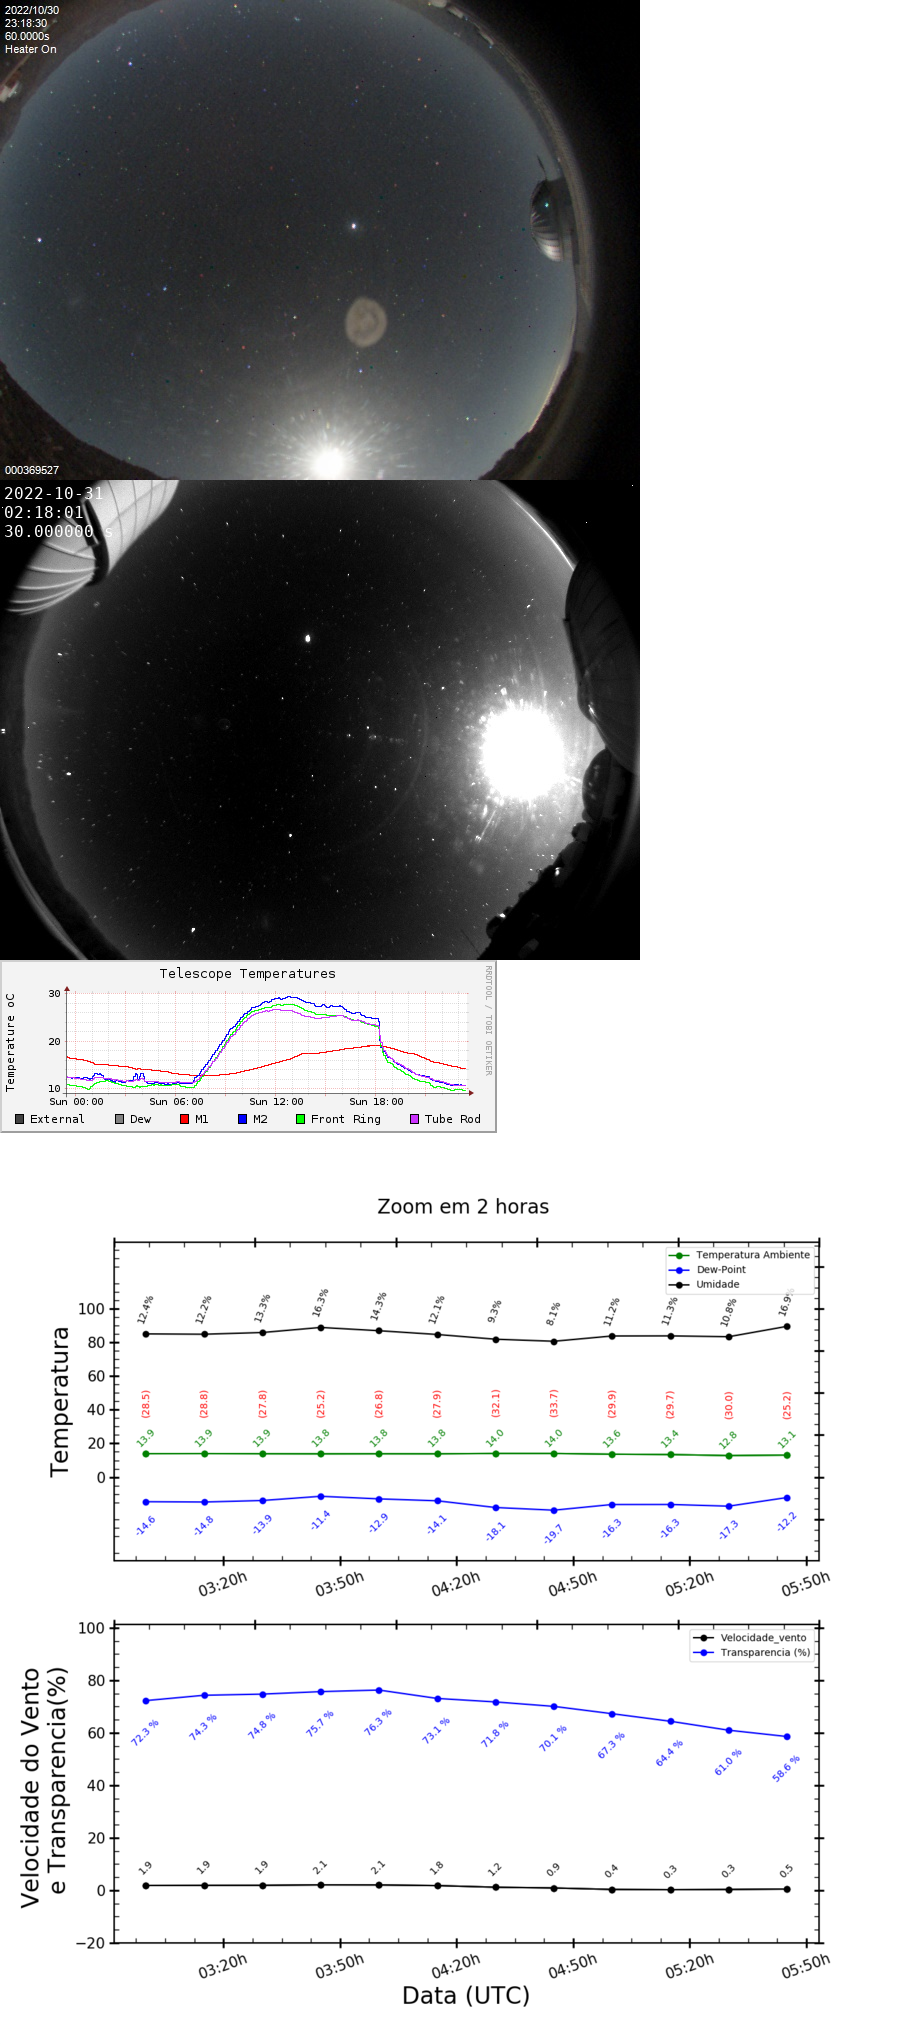 2022/10/30
23:18:30
60.0000s
Heater On
000369527
2022-10-31
02:18:01
30.000000 s
Telescope Temperatures
Temperature oC
30
20
10
Sun 00:00 Sun 06:00 Sun 12:00 Sun 18:00
External Dew M1 M2 Front Ring Tube Rod
RRDTOOL / TOBI OETIKER
Zoom em 2 horas
Temperatura Ambiente
Dew-Point
Umidade
Temperatura
100
80
60
40
20
0
12.4% 12.2% 13.3% 16.3% 14.3% 12.1% 9.3% 8.1% 11.2% 11.3% 10.8% 16.9%
(28.5) (28.8) (27.8) (25.2) (26.8) (27.9) (32.1) (33.7) (29.9) (29.7) (30.0) (25.2)
13.9 13.9 13.9 13.8 13.8 13.8 14.0 14.0 13.6 13.4 12.8 13.1
-14.6 -14.8 -13.9 -11.4 -12.9 -14.1 -18.1 -19.7 -16.3 -16.3 -17.3 -12.2
03:20h 03:50h 04:20h 04:50h 05:20h 05:50h
Velocidade_vento
Transparencia (%)
Velocidade do Vento
e Transparencia(%)
100
80
60
40
20
0
−20
72.3 % 74.3 % 74.8 % 75.7 % 76.3 % 73.1 % 71.8 % 70.1 % 67.3 % 64.4 % 61.0 % 58.6 %
1.9 1.9 1.9 2.1 2.1 1.8 1.2 0.9 0.4 0.3 0.3 0.5
03:20h 03:50h 04:20h 04:50h 05:20h 05:50h
Data (UTC)